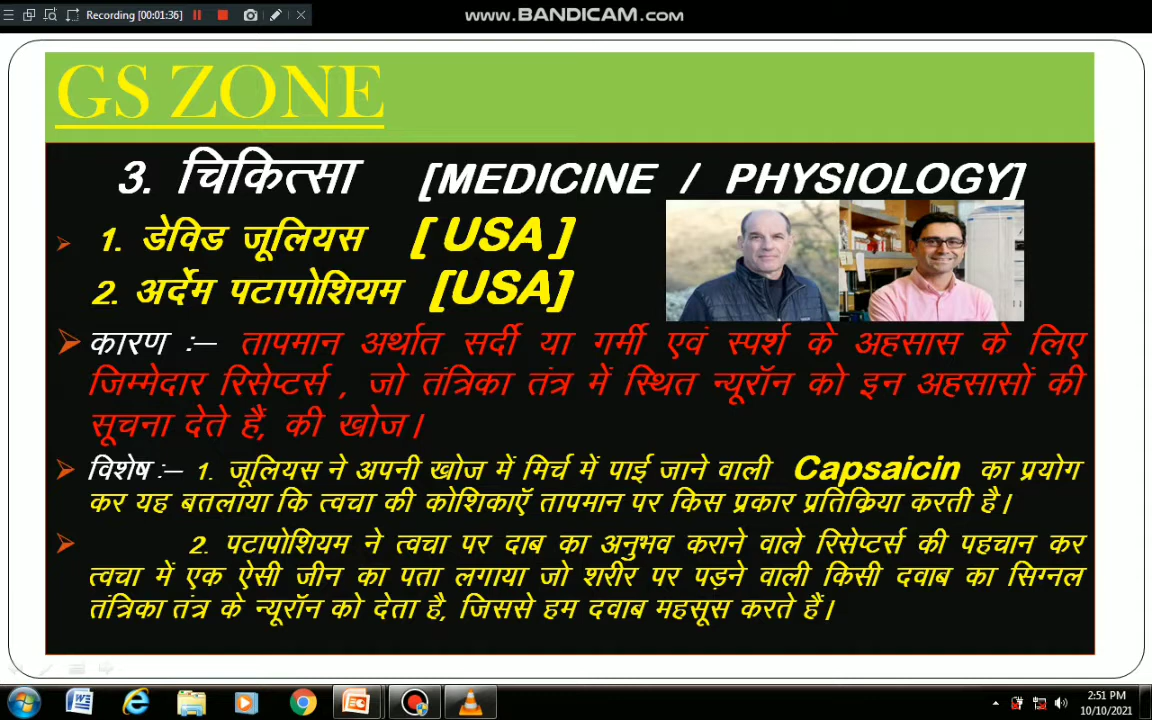 Recording [00:01:36]
www.BANDICAM.com
GS ZONE
3. चिकित्सा [MEDICINE / PHYSIOLOGY]
1. डेविड जूलियस [ USA ]
2. अर्देम पटापोशियम [USA]
कारण :– तापमान अर्थात सर्दी या गर्मी एवं स्पर्श के अहसास के लिए
जिम्मेदार रिसेप्टर्स , जो तंत्रिका तंत्र में स्थित न्यूरॉन को इन अहसासों की
सूचना देते हैं, की खोज।
विशेष :– 1. जूलियस ने अपनी खोज में मिर्च में पाई जाने वाली Capsaicin का प्रयोग
कर यह बतलाया कि त्वचा की कोशिकाएँ तापमान पर किस प्रकार प्रतिक्रिया करती है।
2. पटापोशियम ने त्वचा पर दाब का अनुभव कराने वाले रिसेप्टर्स की पहचान कर
त्वचा में एक ऐसी जीन का पता लगाया जो शरीर पर पड़ने वाली किसी दवाब का सिग्नल
तंत्रिका तंत्र के न्यूरॉन को देता है, जिससे हम दवाब महसूस करते हैं।
2:51 PM
10/10/2021